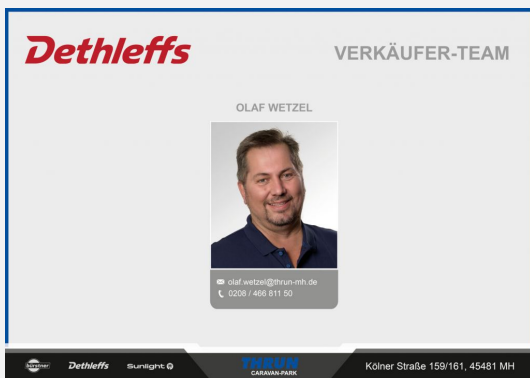 Dethleffs
VERKÄUFER-TEAM
OLAF WETZEL
olaf.wetzel@thrun-mh.de
0208 / 466 811 50
bürstner
Dethleffs
Sunlight
THRUN
CARAVAN-PARK
Kölner Straße 159/161, 45481 MH